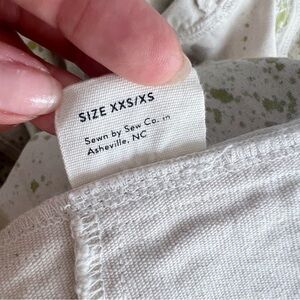 SIZE XXS/XS
Sewn by Sew Co. in
Asheville, NC